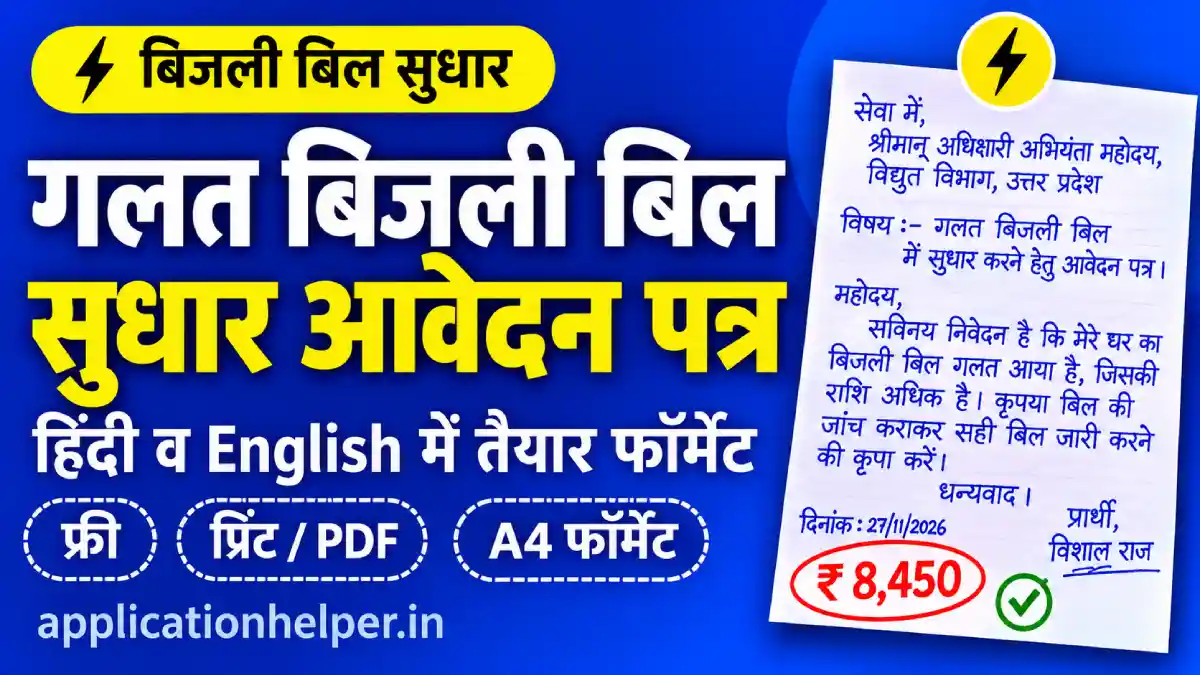 बिजली बिल सुधार
गलत बिजली बिल
सुधार आवेदन पत्र
हिंदी व English में तैयार फॉर्मेट
फ्री
प्रिंट / PDF
A4 फॉर्मेट
applicationhelper.in
सेवा में,
श्रीमानू अधिक्षारी अभियंता महोदय,
विद्युत विभाग, उत्तर प्रदेश
विषय :- गलत बिजली बिल
में सुधार करने हेतु आवेदन पत्र।
महोदय,
सविनय निवेदन है कि मेरे घर का
बिजली बिल गलत आया है, जिसकी
राशि अधिक है। कृपया बिल की
जांच कराकर सही बिल जारी करने
की कृपा करें।
धन्यवाद।
प्रार्थी,
विशाल राज
दिनांक : 27/11/2026
₹ 8,450